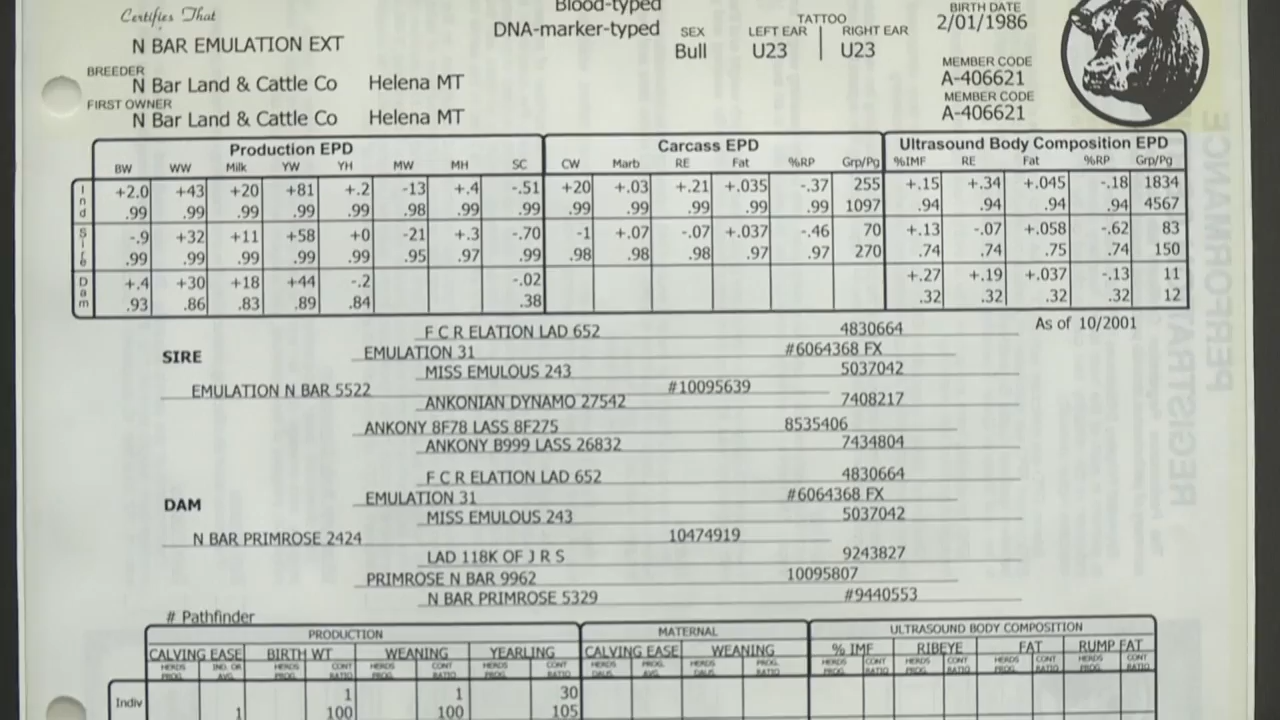 Blood-typed
Certifies That
DNA-marker-typed
SEX
TATTOO
LEFT EAR RIGHT EAR
BIRTH DATE
2/01/1986
N BAR EMULATION EXT
Bull U23 U23
BREEDER
N Bar Land & Cattle Co Helena MT
MEMBER CODE
A-406621
FIRST OWNER
N Bar Land & Cattle Co Helena MT
MEMBER CODE
A-406621
Production EPD Carcass EPD Ultrasound Body Composition EPD
BW WW Milk YW YH MW MH SC CW Marb RE Fat %RP Grp/Pg %IMF RE Fat %RP Grp/Pg
Ind +2.0 +43 +20 +81 +.2 -13 +.4 -.51 +20 +.03 +.21 +.035 -.37 255 +.15 +.34 +.045 -.18 1834
.99 .99 .99 .99 .99 .98 .99 .99 .99 .99 .99 .99 .99 1097 .94 .94 .94 .94 4567
Sire -.9 +32 +11 +58 +0 -21 +.3 -.70 -1 +.07 -.07 +.037 -.46 70 +.13 -.07 +.058 -.62 83
.99 .99 .99 .99 .99 .95 .97 .99 .98 .98 .98 .97 .97 270 .74 .74 .75 .74 150
Dam +.4 +30 +18 +44 -.2 -.02 +.27 +.19 +.037 -.13 11
.93 .86 .83 .89 .84 .38 .32 .32 .32 .32 12
As of 10/2001
F C R ELATION LAD 652 4830664
SIRE EMULATION 31 #6064368 FX
MISS EMULOUS 243 5037042
EMULATION N BAR 5522 #10095639
ANKONIAN DYNAMO 27542 7408217
ANKONY 8F78 LASS 8F275 8535406
ANKONY B999 LASS 26832 7434804
F C R ELATION LAD 652 4830664
DAM EMULATION 31 #6064368 FX
MISS EMULOUS 243 5037042
N BAR PRIMROSE 2424 10474919
LAD 118K OF J R S 9243827
PRIMROSE N BAR 9962 10095807
N BAR PRIMROSE 5329 #9440553
# Pathfinder
PRODUCTION MATERNAL ULTRASOUND BODY COMPOSITION
CALVING EASE BIRTH WT WEANING YEARLING CALVING EASE WEANING % IMF RIBEYE FAT RUMP FAT
Indiv 1 1 30
1 100 100 105
PERFORMANCE
REGISTRAT